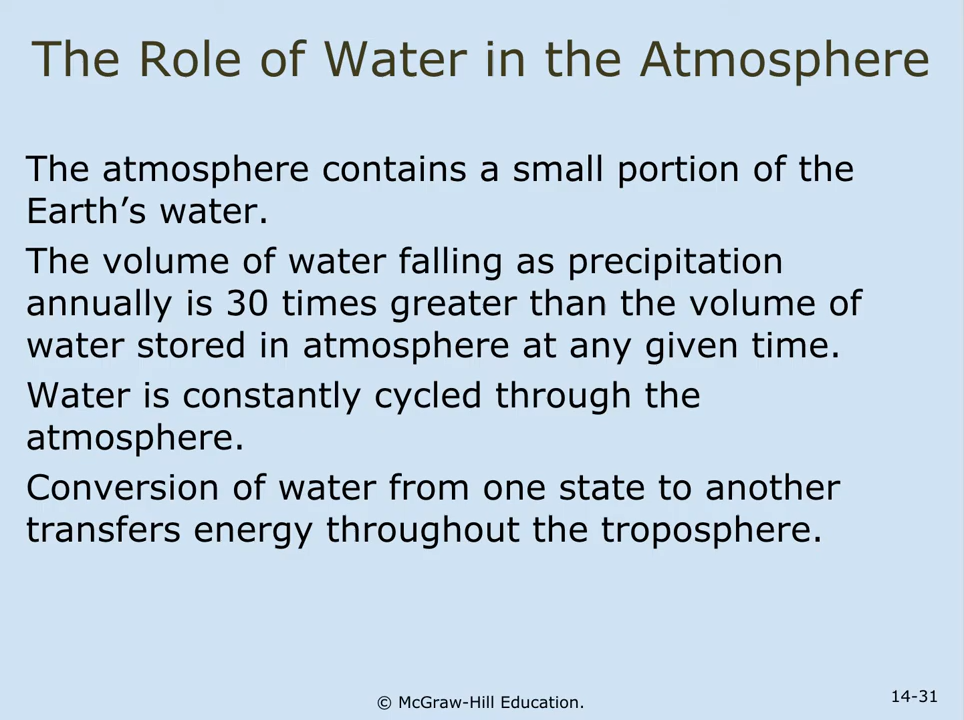 The Role of Water in the Atmosphere
The atmosphere contains a small portion of the
Earth’s water.
The volume of water falling as precipitation
annually is 30 times greater than the volume of
water stored in atmosphere at any given time.
Water is constantly cycled through the
atmosphere.
Conversion of water from one state to another
transfers energy throughout the troposphere.
© McGraw-Hill Education.
14-31